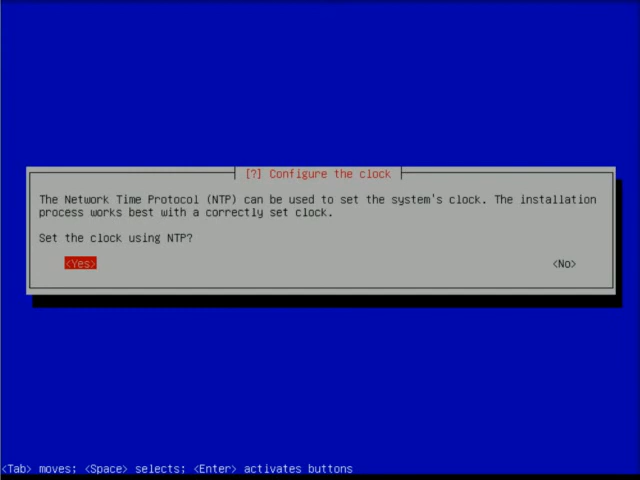 [?] Configure the clock
The Network Time Protocol (NTP) can be used to set the system's clock. The installation
process works best with a correctly set clock.
Set the clock using NTP?
<Yes> <No>
<Tab> moves; <Space> selects; <Enter> activates buttons